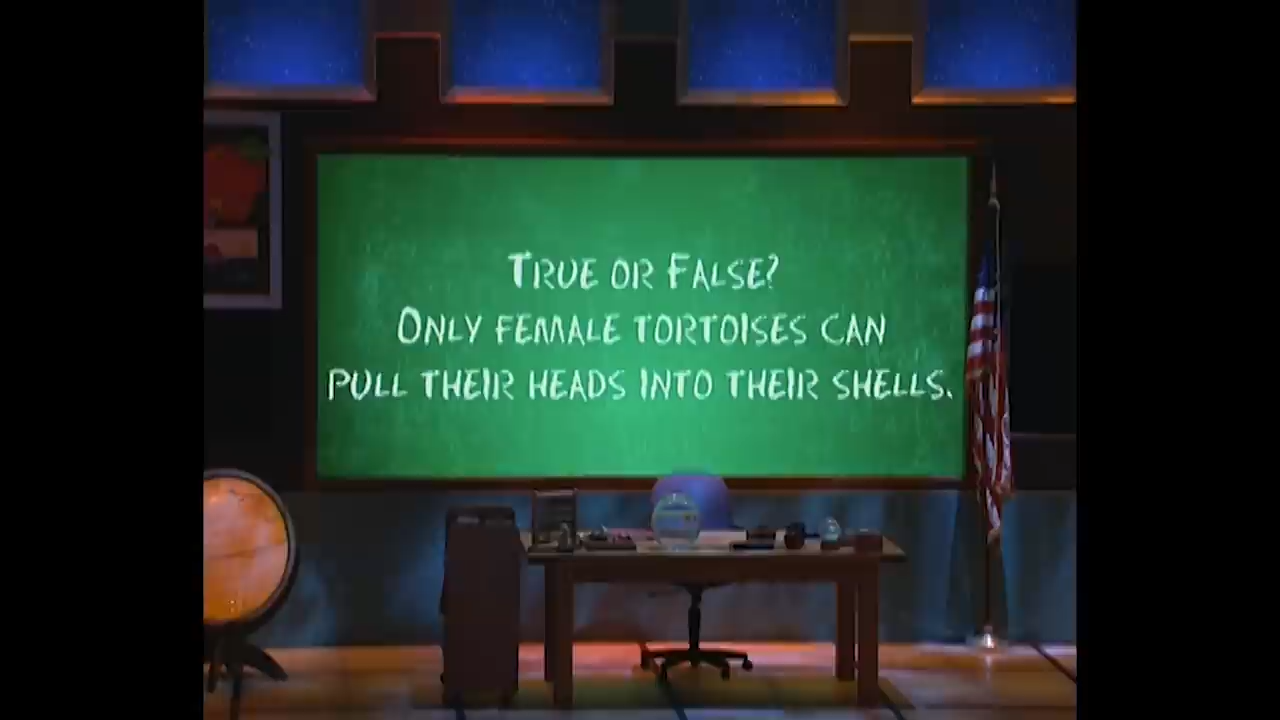 TRUE OR FALSE?
ONLY FEMALE TORTOISES CAN
PULL THEIR HEADS INTO THEIR SHELLS.